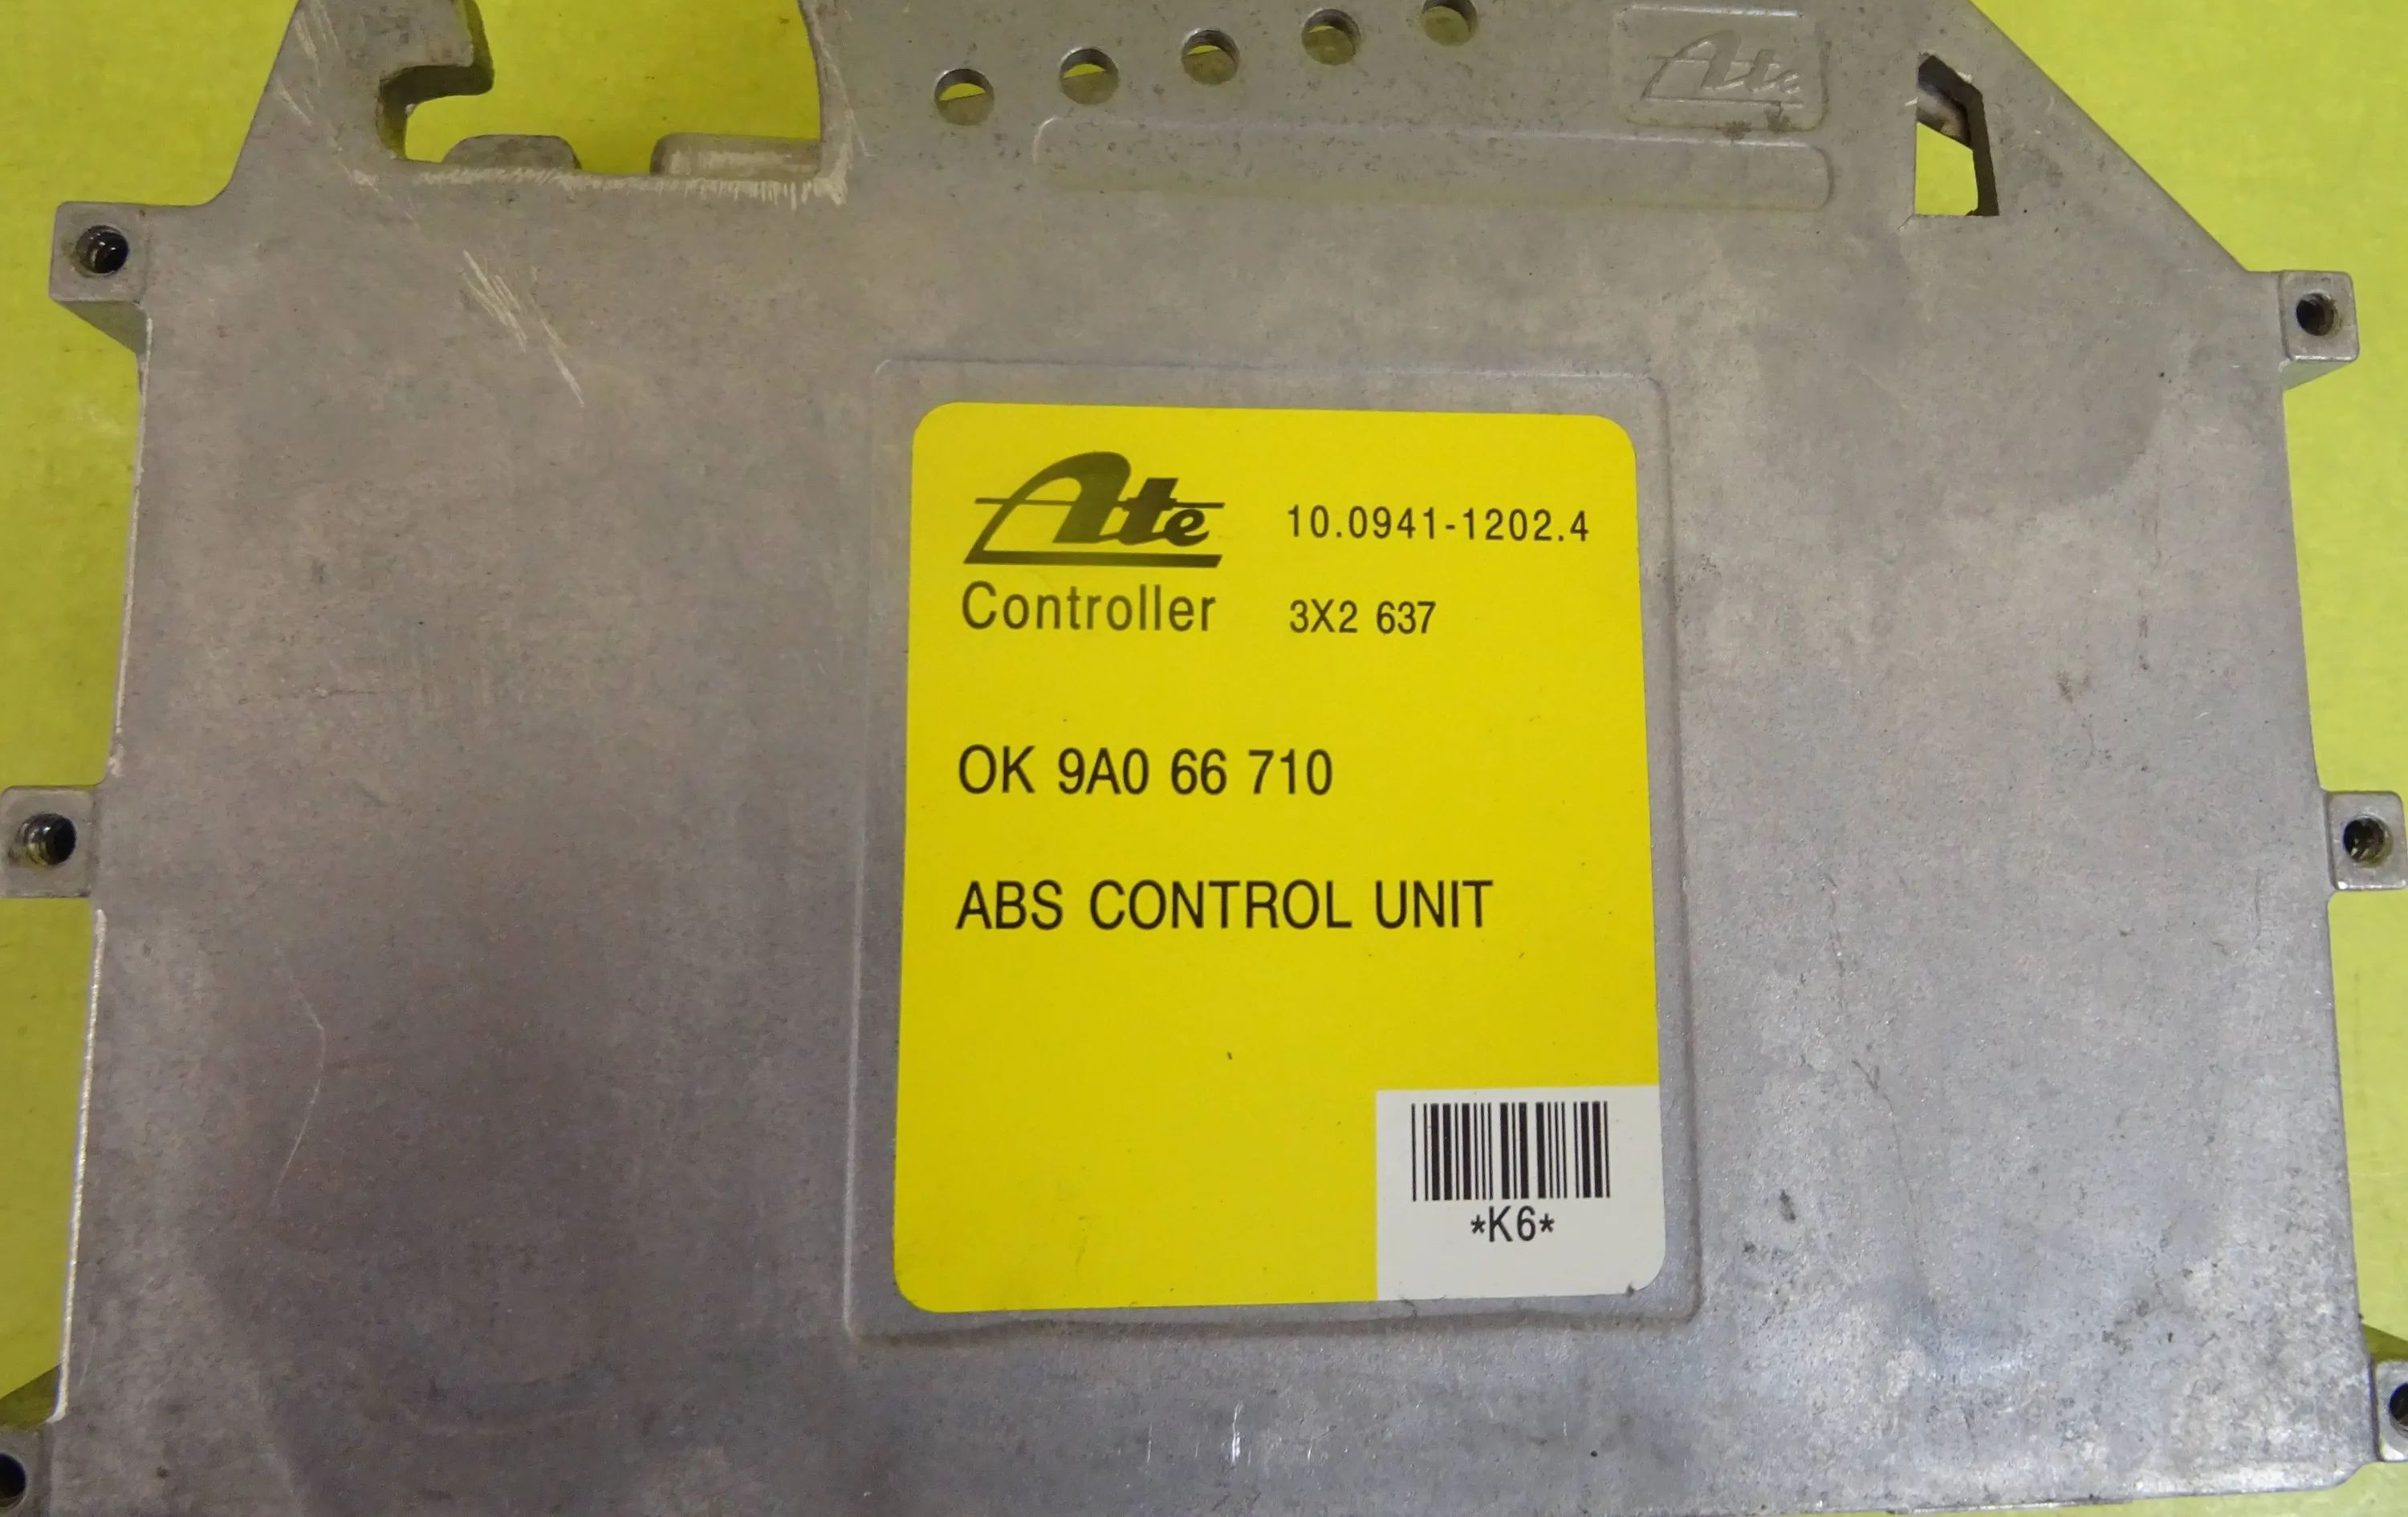 Ate
Ate 10.0941-1202.4
Controller 3X2 637
OK 9A0 66 710
ABS CONTROL UNIT
*K6*